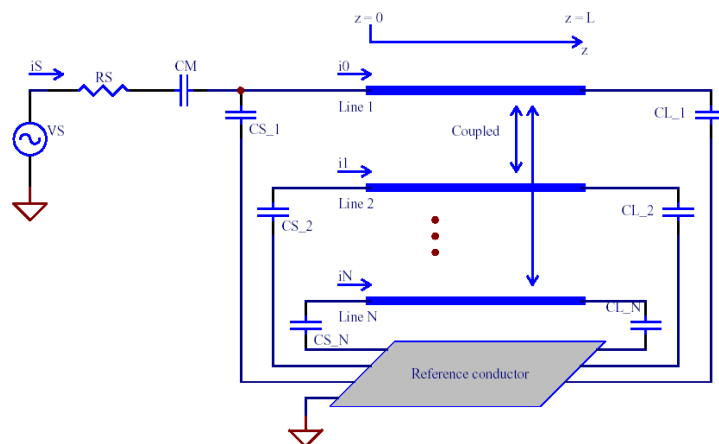 z = 0
z = L
z
iS
RS
CM
i0
VS
CS_1
Line 1
Coupled
CL_1
i1
Line 2
CS_2
CL_2
iN
Line N
CS_N
CL_N
Reference conductor